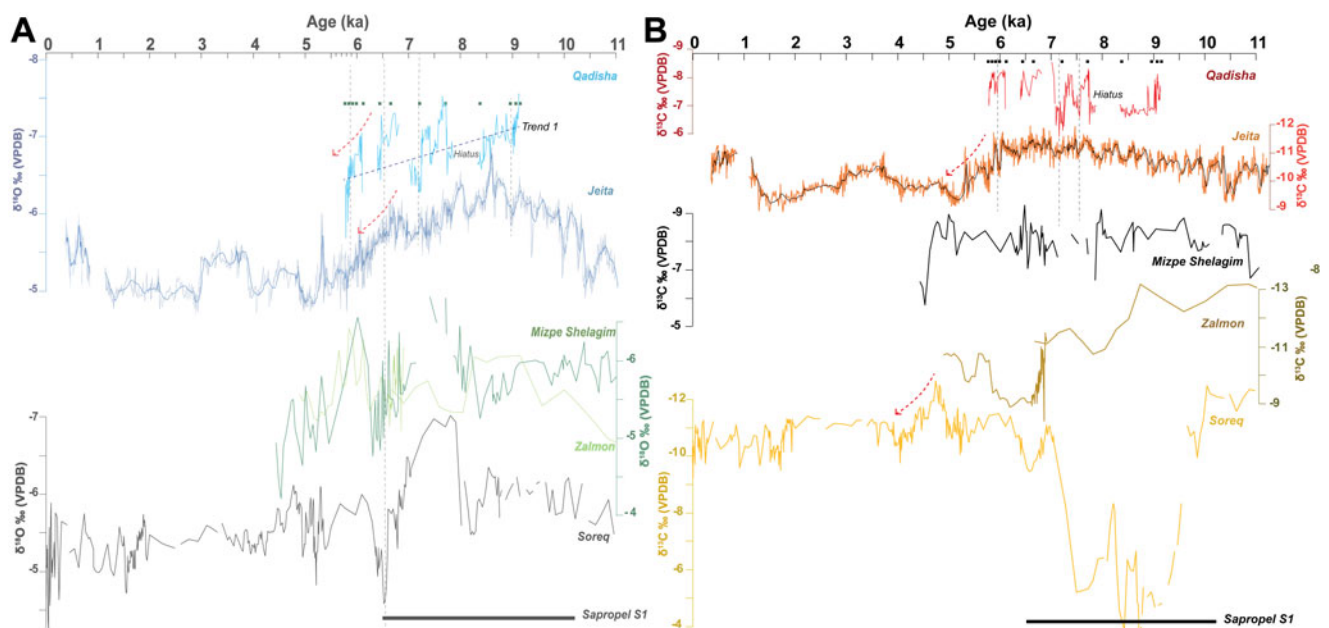 A
Age (ka)
0 1 2 3 4 5 6 7 8 9 10 11
-8
-7
-6
-5
δ¹⁸O ‰ (VPDB)
Qadisha
Trend 1
Hiatus
Jeita
Mizpe Shelagim
-6
-5
-4
δ¹⁸O ‰ (VPDB)
Zalmon
-7
-6
-5
δ¹⁸O ‰ (VPDB)
Soreq
Sapropel S1
B
Age (ka)
0 1 2 3 4 5 6 7 8 9 10 11
-9
-8
-7
-6
δ¹³C ‰ (VPDB)
Qadisha
Hiatus
-12
-11
-10
-9
δ¹³C ‰ (VPDB)
Jeita
-9
-7
-5
δ¹³C ‰ (VPDB)
Mizpe Shelagim
-8
-13
-11
-9
δ¹³C ‰ (VPDB)
Zalmon
-12
-10
-8
-6
-4
δ¹³C ‰ (VPDB)
Soreq
Sapropel S1